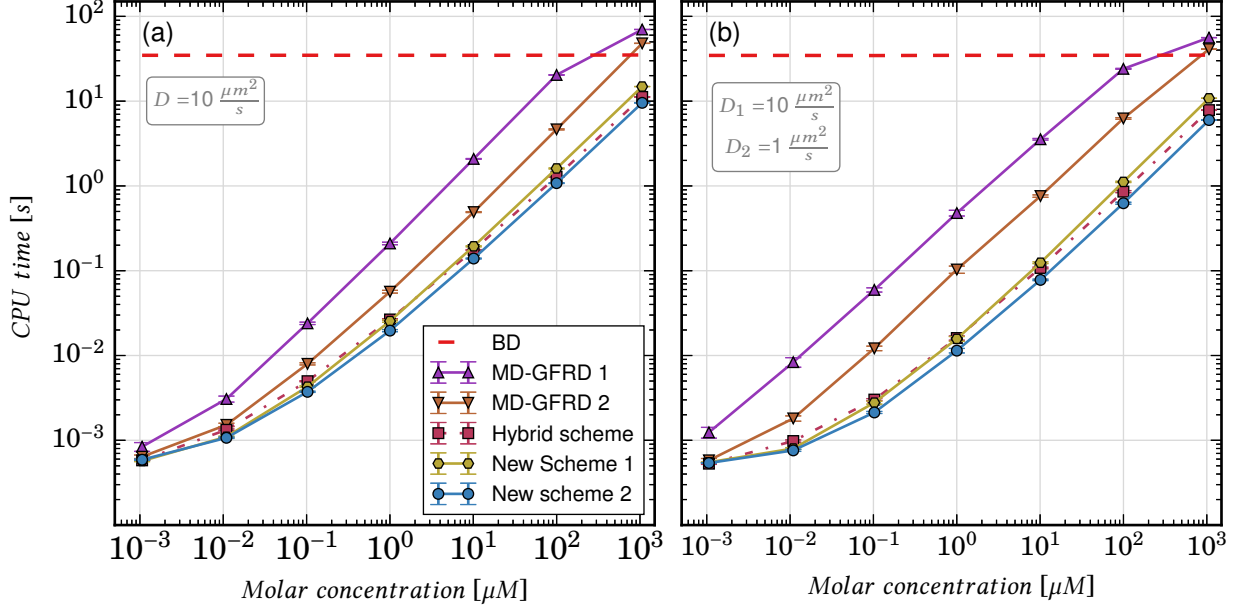 (a)
(b)
CPU time [s]
10²
10¹
10⁰
10⁻¹
10⁻²
10⁻³
D = 10 μm²/s
D₁ = 10 μm²/s
D₂ = 1 μm²/s
BD
MD-GFRD 1
MD-GFRD 2
Hybrid scheme
New Scheme 1
New scheme 2
10⁻³ 10⁻² 10⁻¹ 10⁰ 10¹ 10² 10³
10⁻³ 10⁻² 10⁻¹ 10⁰ 10¹ 10² 10³
Molar concentration [μM]
Molar concentration [μM]